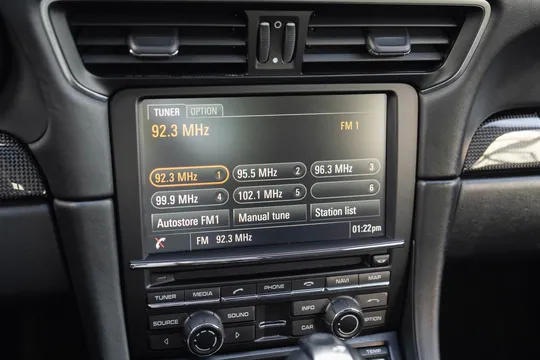 TUNER OPTION
92.3 MHz FM 1
92.3 MHz 1 95.5 MHz 2 96.3 MHz 3
99.9 MHz 4 102.1 MHz 5 6
Autostore FM1 Manual tune Station list
FM 92.3 MHz 01:22pm
TUNER MEDIA PHONE NAVI MAP
SOURCE SOUND INFO
CAR OPTION
TEMP